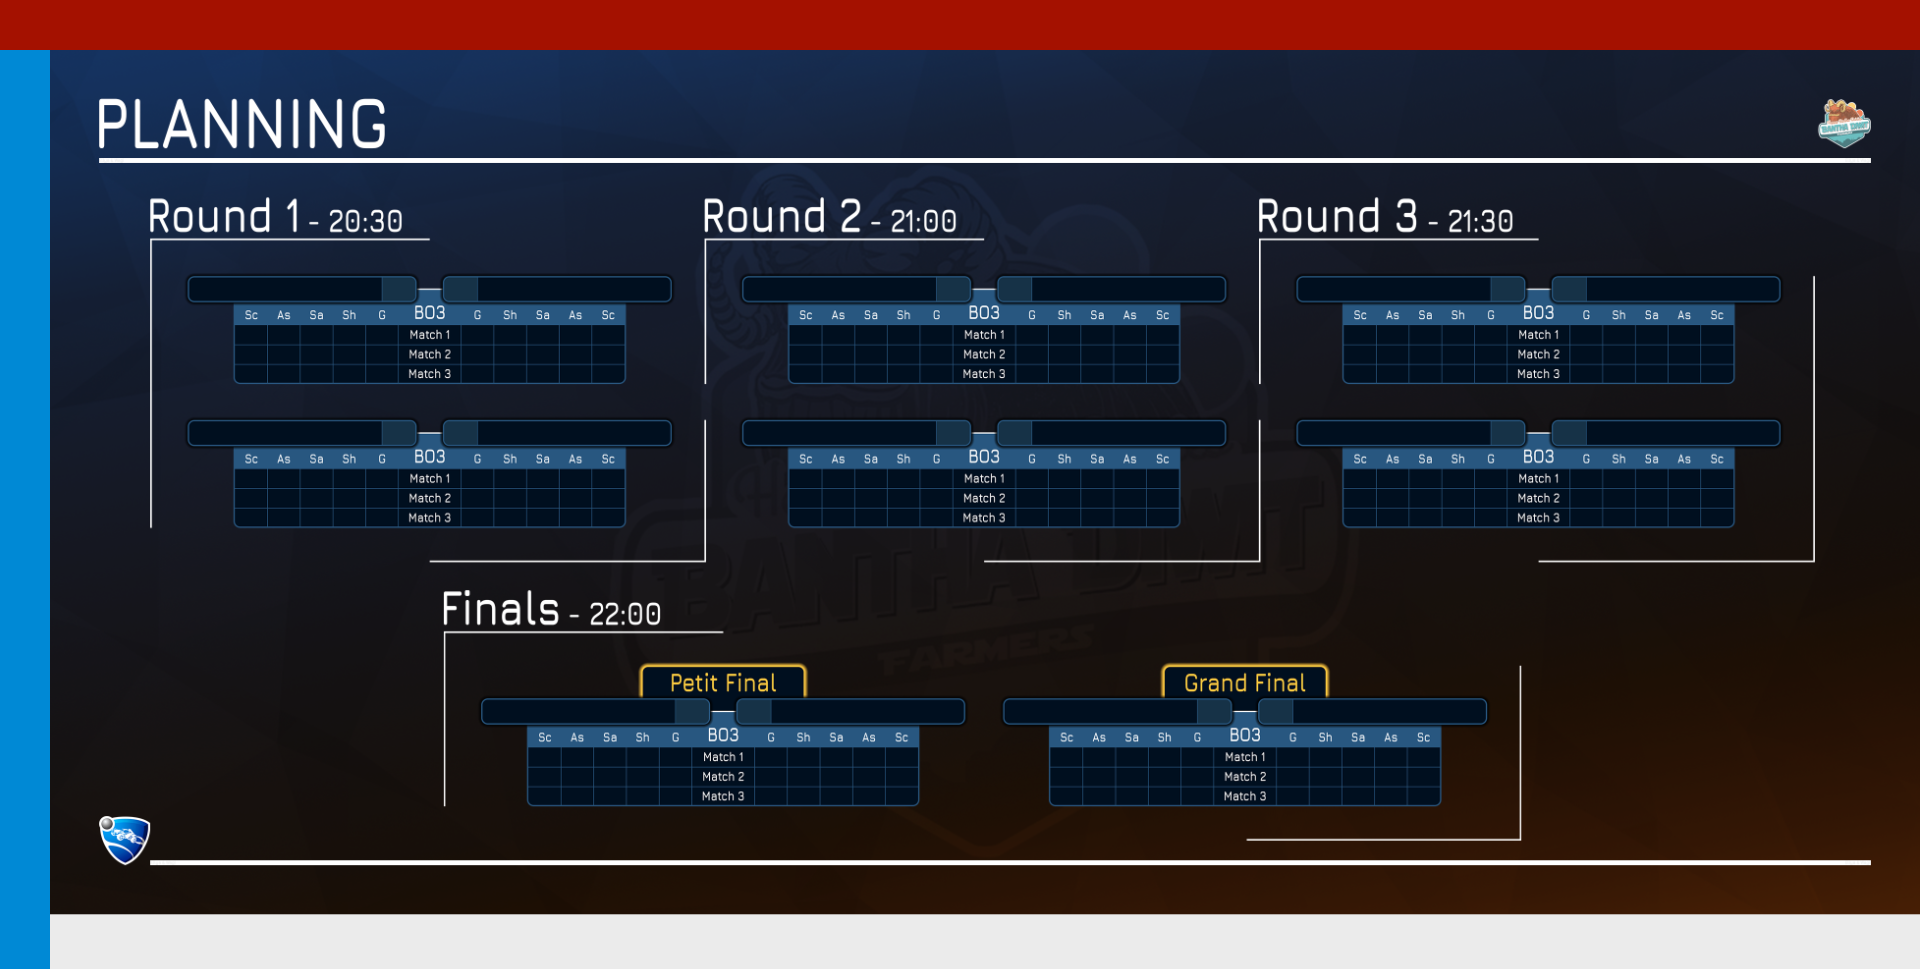 PLANNING
BANTHA DMT
Round 1 - 20:30
Round 2 - 21:00
Round 3 - 21:30
Sc As Sa Sh G BO3 G Sh Sa As Sc
Match 1
Match 2
Match 3
Sc As Sa Sh G BO3 G Sh Sa As Sc
Match 1
Match 2
Match 3
Sc As Sa Sh G BO3 G Sh Sa As Sc
Match 1
Match 2
Match 3
Sc As Sa Sh G BO3 G Sh Sa As Sc
Match 1
Match 2
Match 3
Sc As Sa Sh G BO3 G Sh Sa As Sc
Match 1
Match 2
Match 3
Sc As Sa Sh G BO3 G Sh Sa As Sc
Match 1
Match 2
Match 3
BANTHA DMT
FARMERS
Finals - 22:00
Petit Final
Sc As Sa Sh G BO3 G Sh Sa As Sc
Match 1
Match 2
Match 3
Grand Final
Sc As Sa Sh G BO3 G Sh Sa As Sc
Match 1
Match 2
Match 3